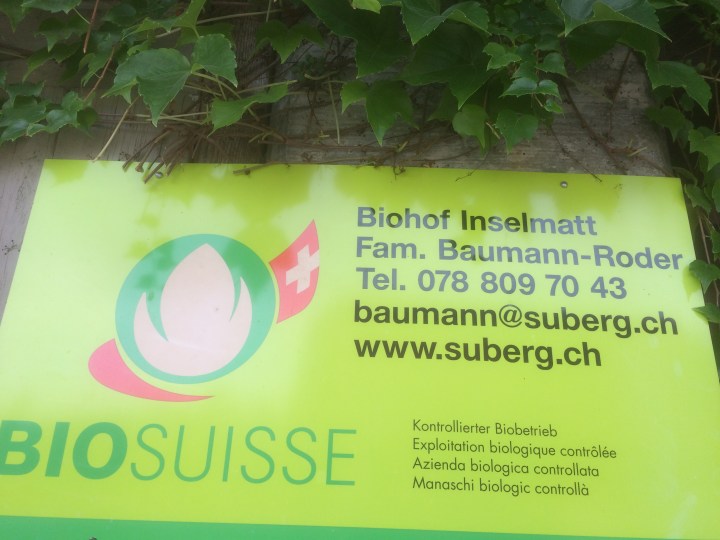 Biohof Inselmatt
Fam. Baumann-Roder
Tel. 078 809 70 43
baumann@suberg.ch
www.suberg.ch
BIOSUISSE
Kontrollierter Biobetrieb
Exploitation biologique contrôlée
Azienda biologica controllata
Manaschi biologic controllà